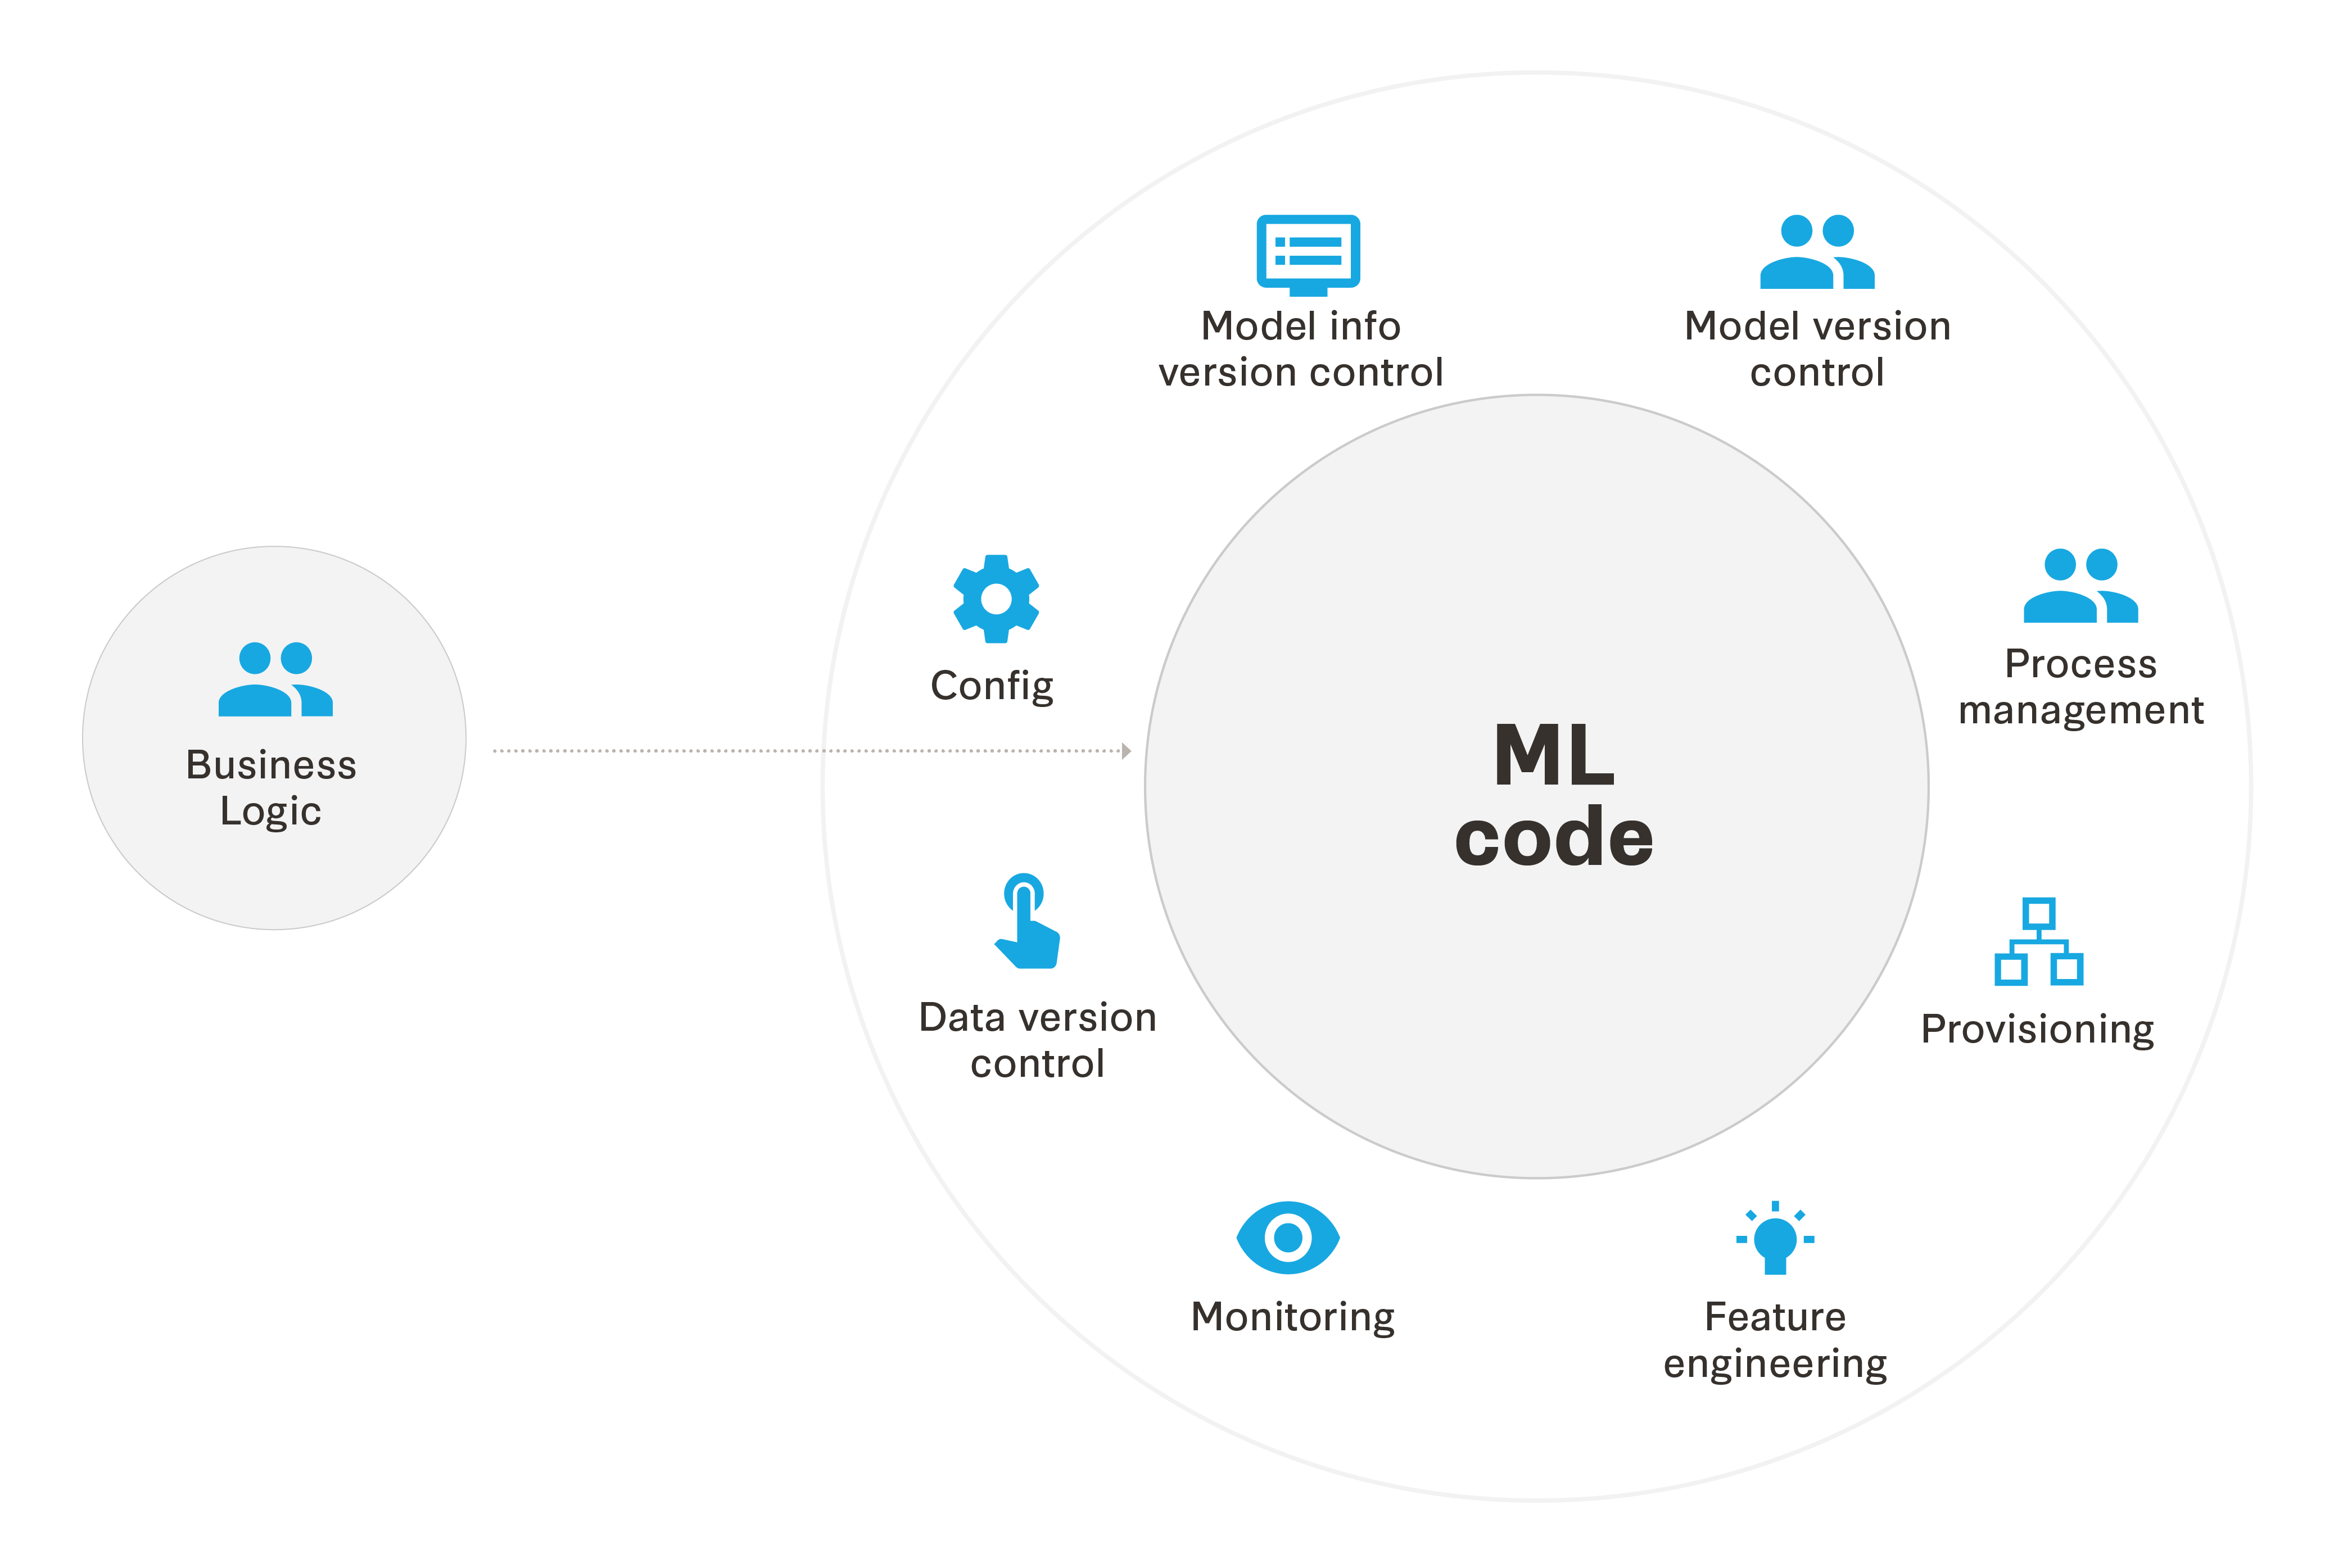 Business
Logic
Model info
version control
Model version
control
Config
Process
management
ML
code
Data version
control
Provisioning
Monitoring
Feature
engineering